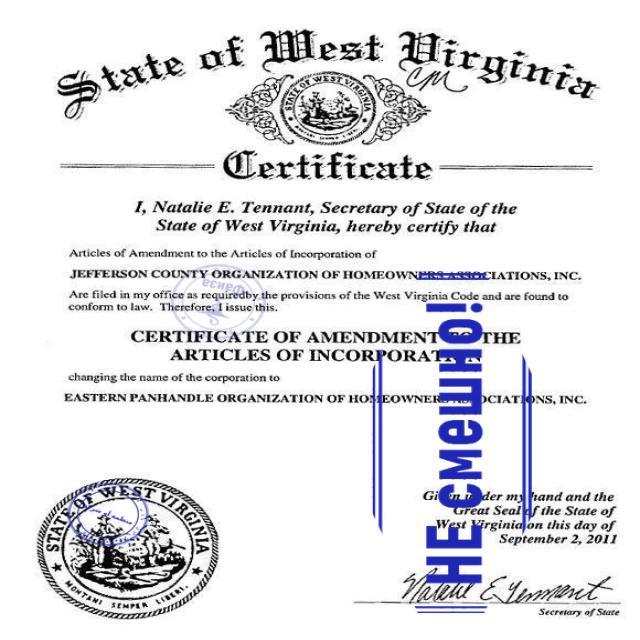 State of West Virginia
CM
STATE OF WEST VIRGINIA
MONTANI SEMPER LIBERI
Certificate
I, Natalie E. Tennant, Secretary of State of the
State of West Virginia, hereby certify that
Articles of Amendment to the Articles of Incorporation of
JEFFERSON COUNTY ORGANIZATION OF HOMEOWNERS ASSOCIATIONS, INC.
Are filed in my office as requiredby the provisions of the West Virginia Code and are found to
conform to law. Therefore, I issue this.
CERTIFICATE OF AMENDMENT TO THE
ARTICLES OF INCORPORATION
changing the name of the corporation to
EASTERN PANHANDLE ORGANIZATION OF HOMEOWNERS ASSOCIATIONS, INC.
НЕ смешно!
STATE OF WEST VIRGINIA
MONTANI SEMPER LIBERI
Given under my hand and the
Great Seal of the State of
West Virginia on this day of
September 2, 2011
Natalie E. Tennant
Secretary of State